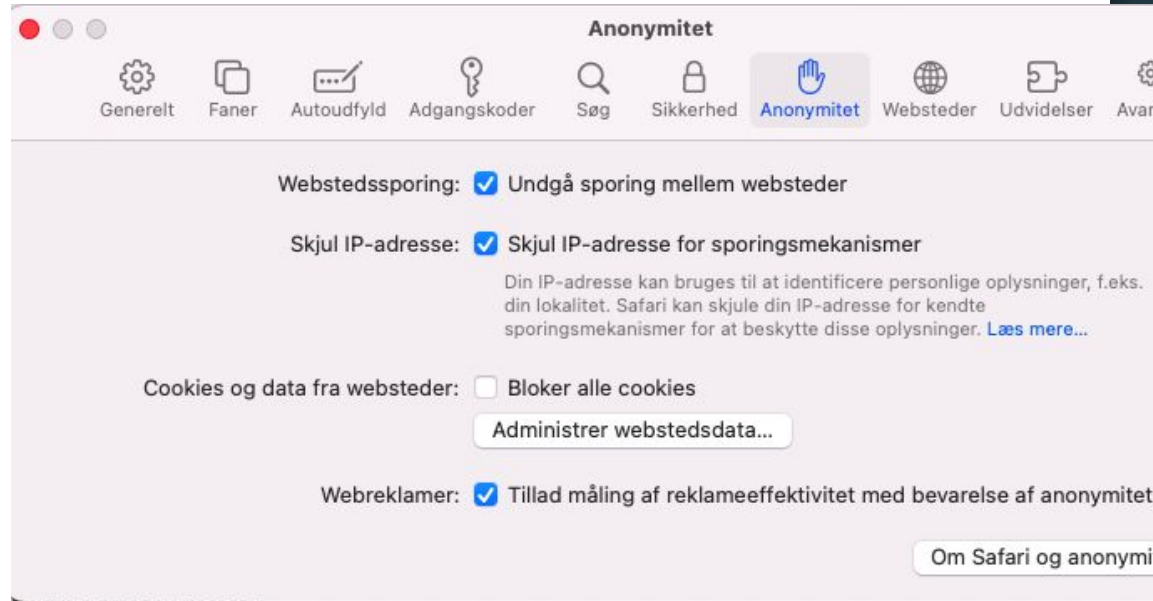 Anonymitet
Generelt Faner Autoudfyld Adgangskoder Søg Sikkerhed Anonymitet Websteder Udvidelser
Webstedssporing: Undgå sporing mellem websteder
Skjul IP-adresse: Skjul IP-adresse for sporingsmekanismer
Din IP-adresse kan bruges til at identificere personlige oplysninger, f.eks.
din lokalitet. Safari kan skjule din IP-adresse for kendte
sporingsmekanismer for at beskytte disse oplysninger. Læs mere...
Cookies og data fra websteder: Bloker alle cookies
Administrer webstedsdata...
Webreklamer: Tillad måling af reklameeffektivitet med bevarelse af anonymitet
Om Safari og